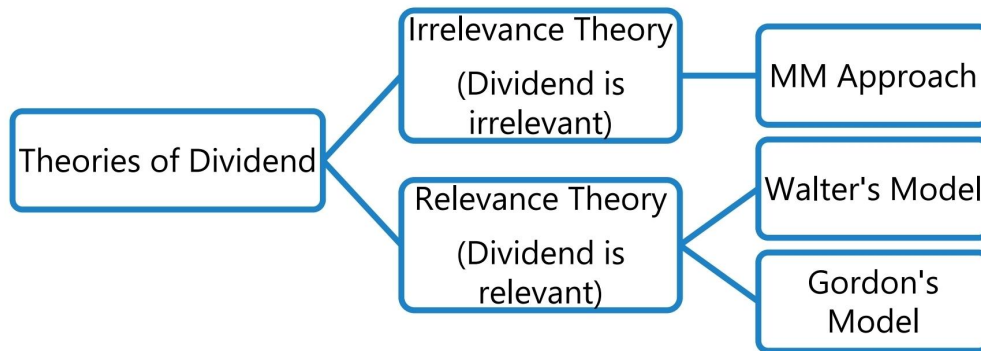 Theories of Dividend
Irrelevance Theory
(Dividend is
irrelevant)
MM Approach
Relevance Theory
(Dividend is
relevant)
Walter's Model
Gordon's
Model